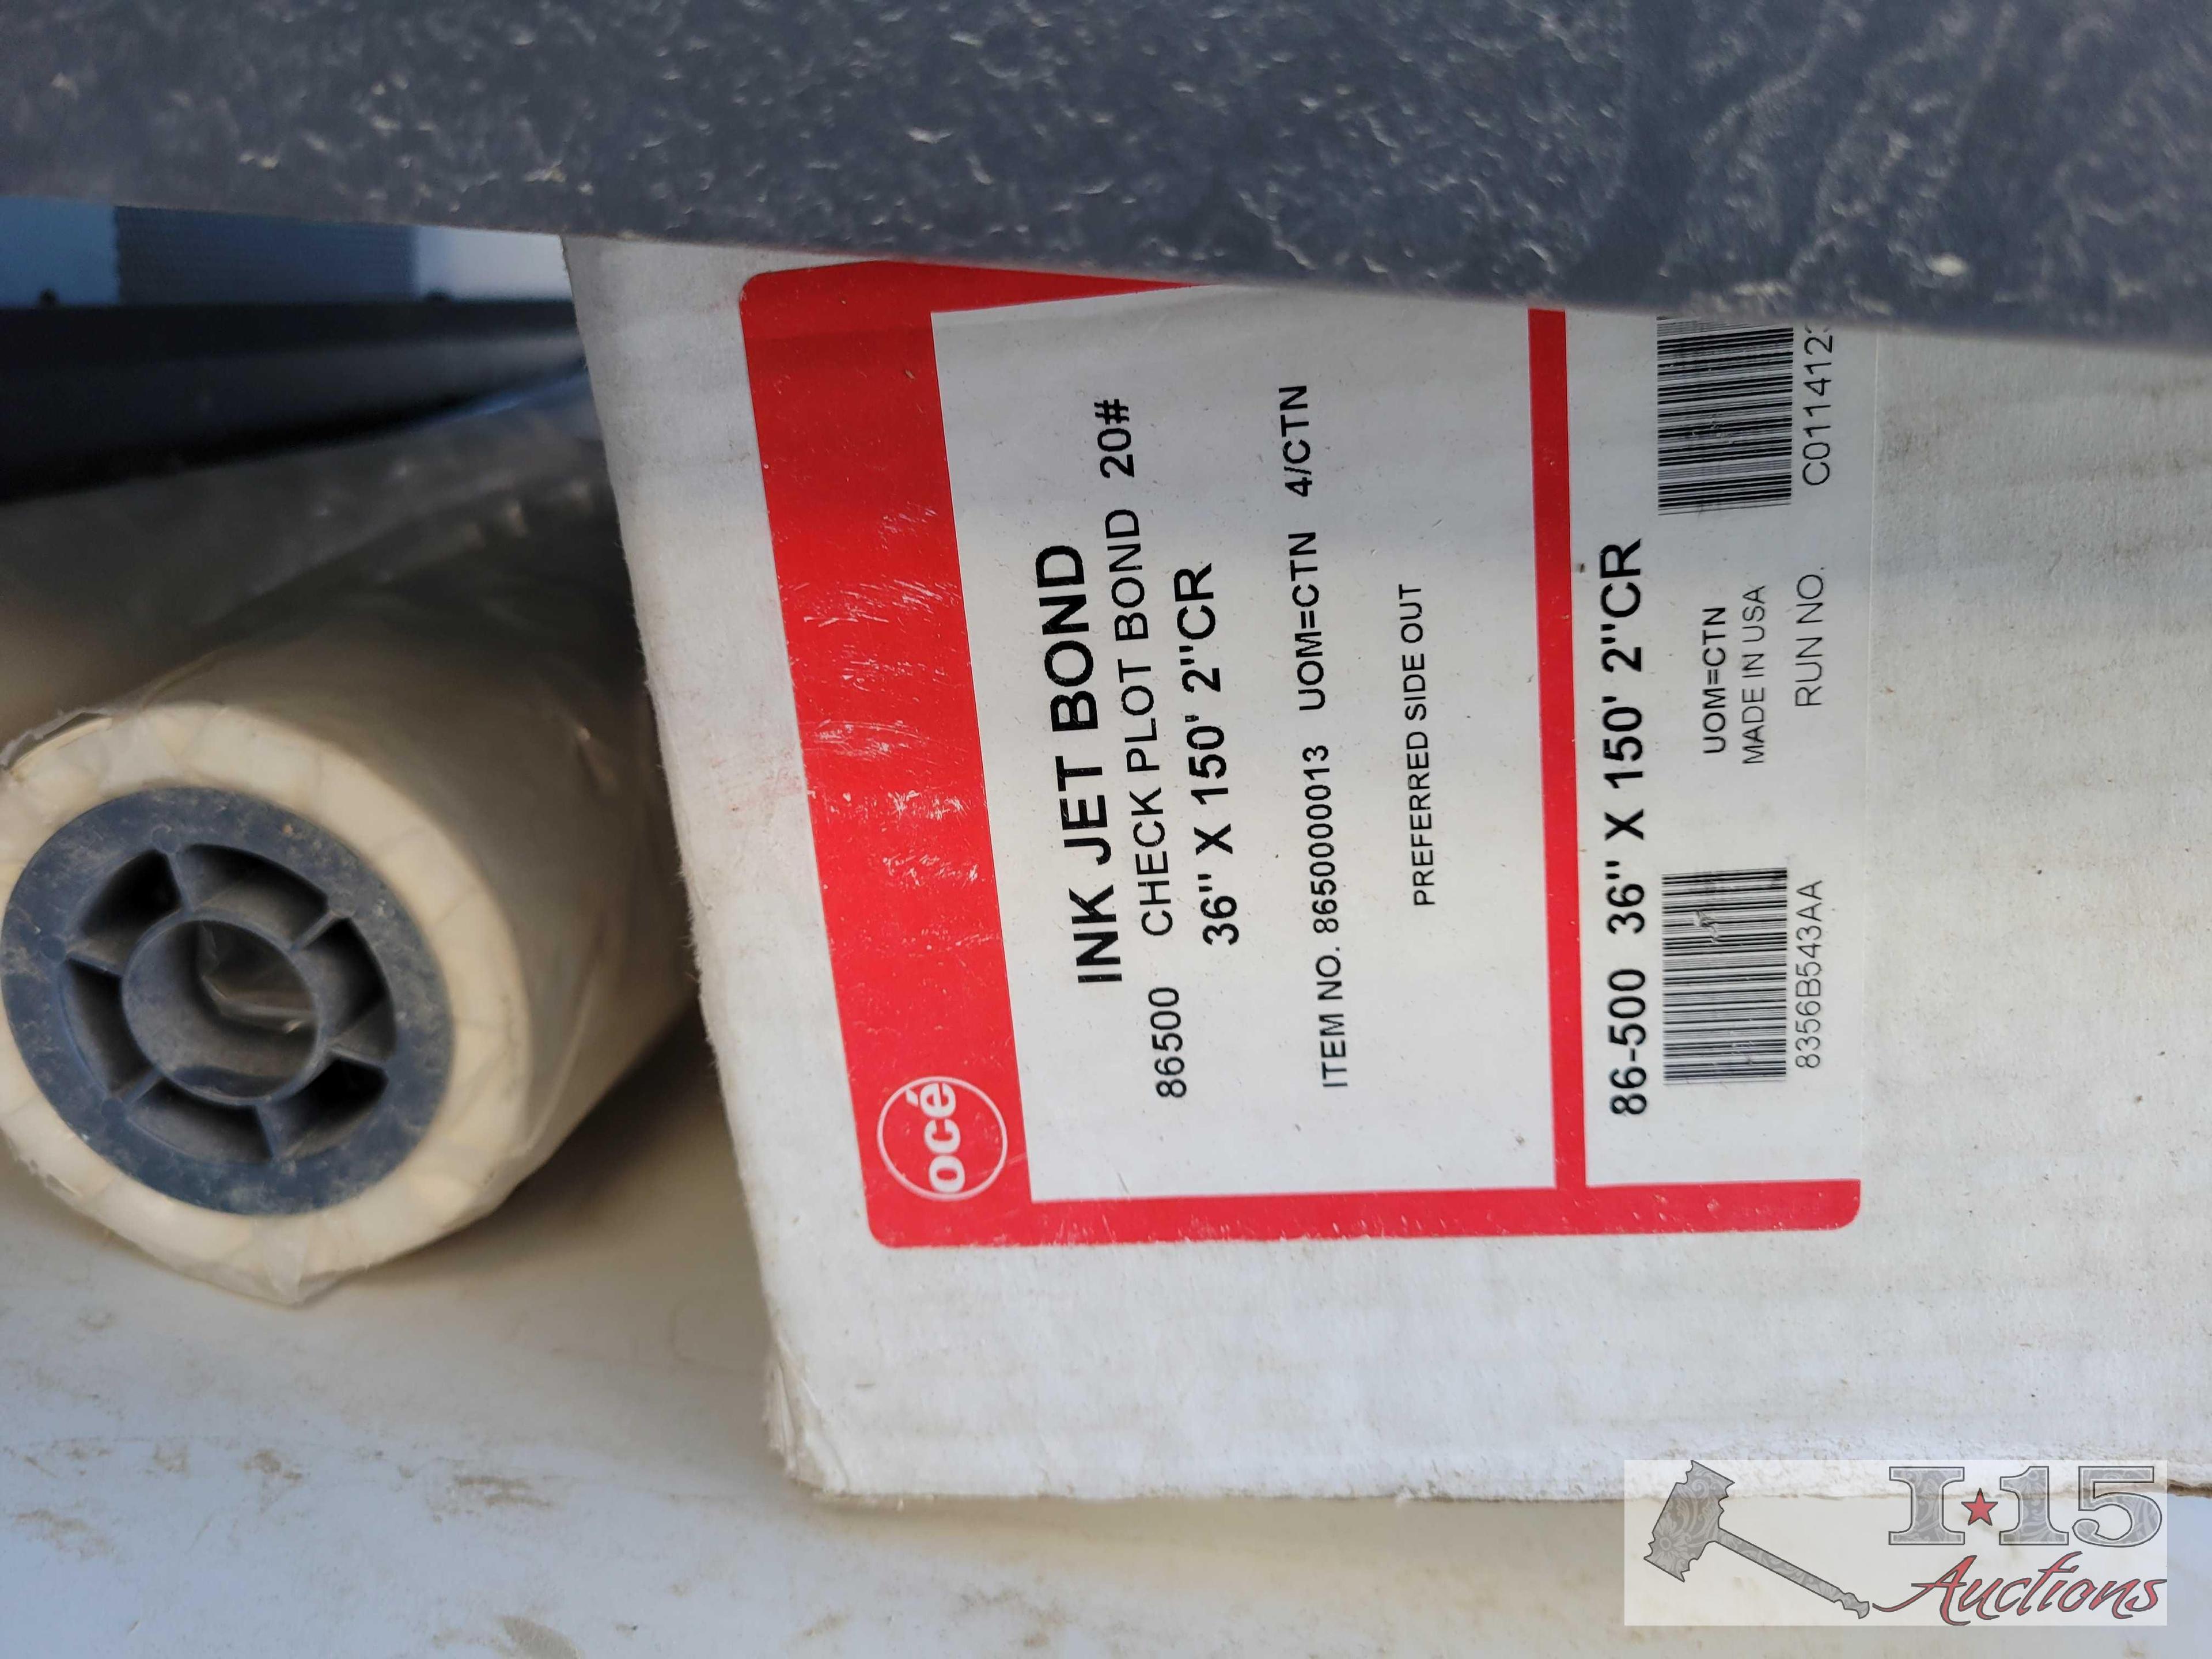 océ
INK JET BOND
86500 CHECK PLOT BOND 20#
36" X 150' 2"CR
ITEM NO. 8650000013 UOM=CTN 4/CTN
PREFERRED SIDE OUT
86-500 36" X 150' 2"CR
UOM=CTN
MADE IN USA
8356B543AA RUN NO. C011412
I★15
Auctions